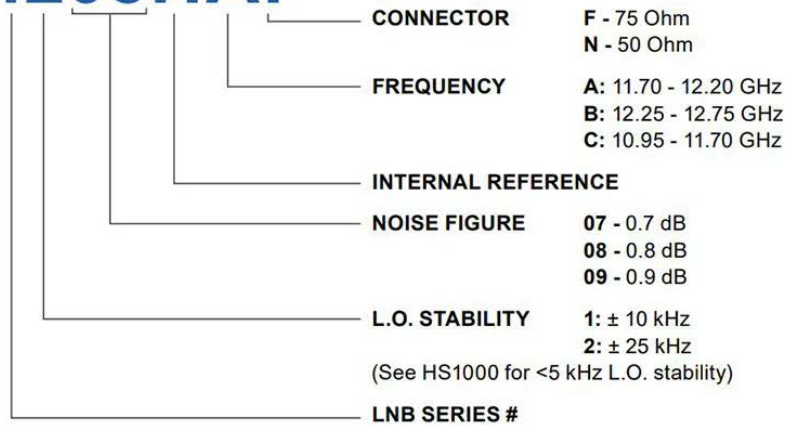 CONNECTOR F - 75 Ohm
N - 50 Ohm
FREQUENCY A: 11.70 - 12.20 GHz
B: 12.25 - 12.75 GHz
C: 10.95 - 11.70 GHz
INTERNAL REFERENCE
NOISE FIGURE 07 - 0.7 dB
08 - 0.8 dB
09 - 0.9 dB
L.O. STABILITY 1: ± 10 kHz
2: ± 25 kHz
(See HS1000 for <5 kHz L.O. stability)
LNB SERIES #